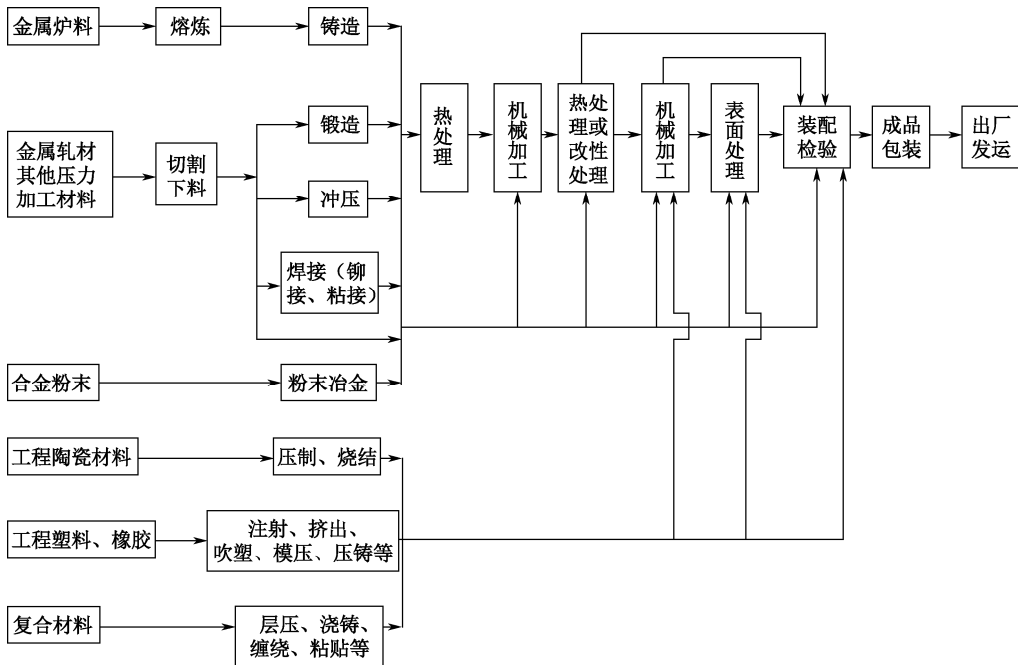 金属炉料
熔炼
铸造
金属轧材
其他压力
加工材料
切割
下料
锻造
冲压
焊接（铆
接、粘接）
合金粉末
粉末冶金
热处理
机械加工
热处
理或
改性
处理
机械加工
表面处理
装配
检验
成品
包装
出厂
发运
工程陶瓷材料
压制、烧结
工程塑料、橡胶
注射、挤出、
吹塑、模压、压铸等
复合材料
层压、浇铸、
缠绕、粘贴等